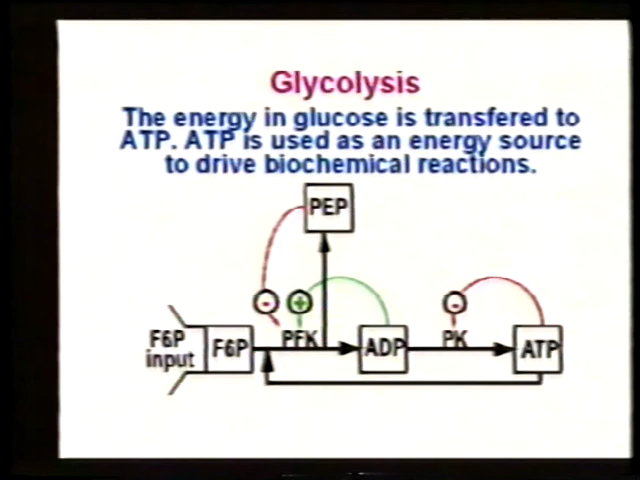 Glycolysis
The energy in glucose is transfered to
ATP. ATP is used as an energy source
to drive biochemical reactions.
PEP
- + -
F6P
input
F6P
PFK
ADP
PK
ATP